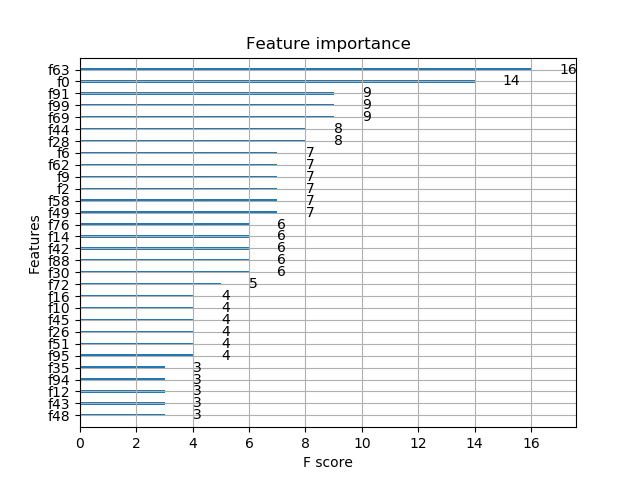 Feature importance
Features
f63 16
f0 14
f91 9
f99 9
f69 9
f44 8
f28 8
f6 7
f62 7
f9 7
f2 7
f58 7
f49 7
f76 6
f14 6
f42 6
f88 6
f30 6
f72 5
f16 4
f10 4
f45 4
f26 4
f51 4
f95 4
f35 3
f94 3
f12 3
f43 3
f48 3
0 2 4 6 8 10 12 14 16
F score